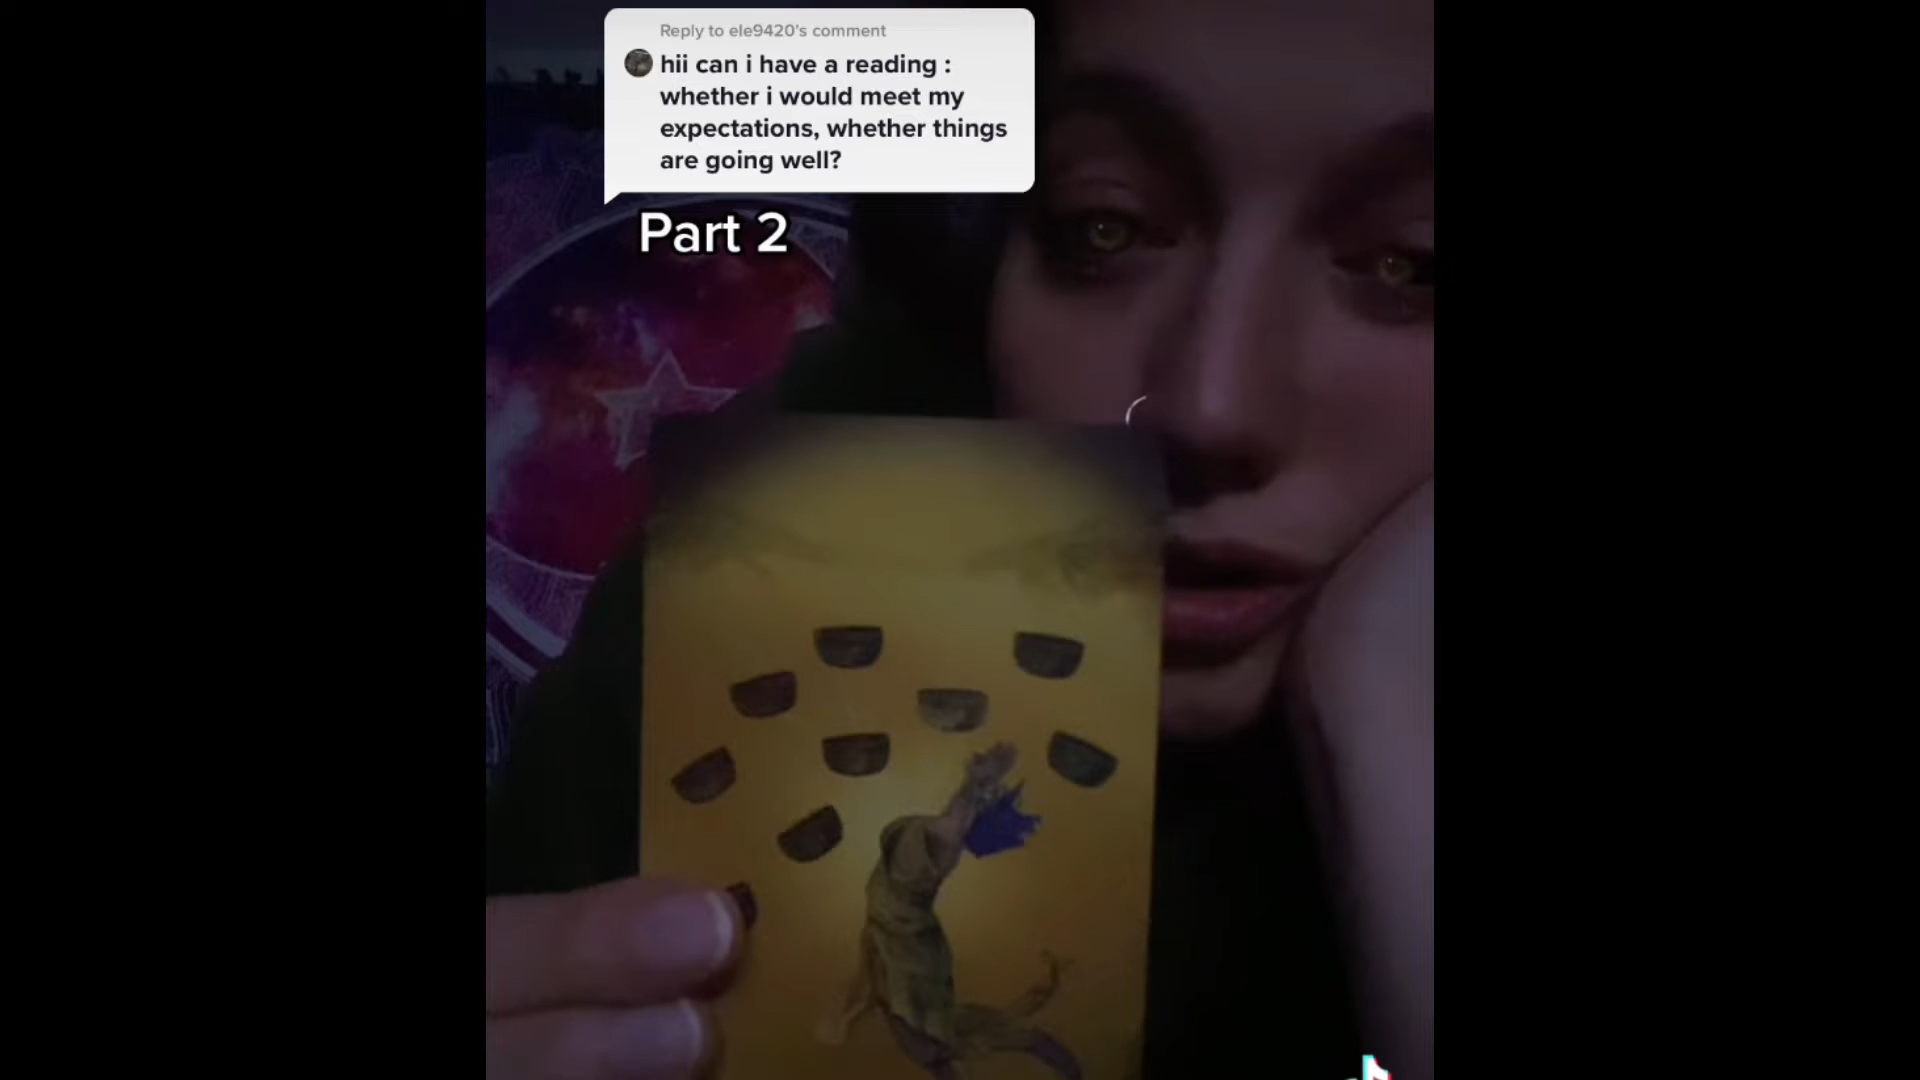 Reply to ele9420's comment
hii can i have a reading :
whether i would meet my
expectations, whether things
are going well?
Part 2